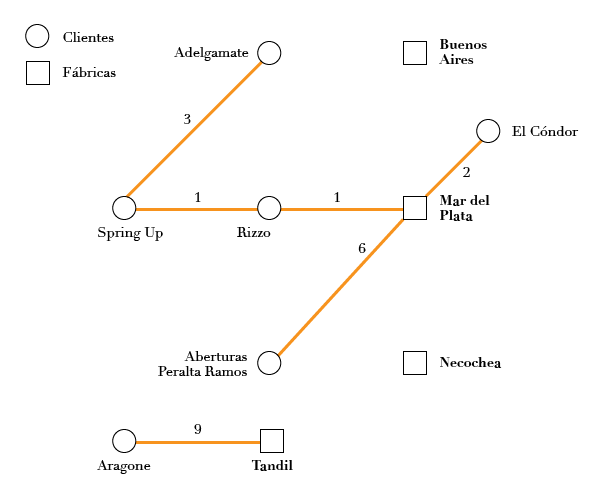 Clientes
Fábricas
Adelgamate
Buenos
Aires
3
El Cóndor
2
1
1
Mar del
Plata
Spring Up
Rizzo
6
Aberturas
Peralta Ramos
Necochea
9
Aragone
Tandil